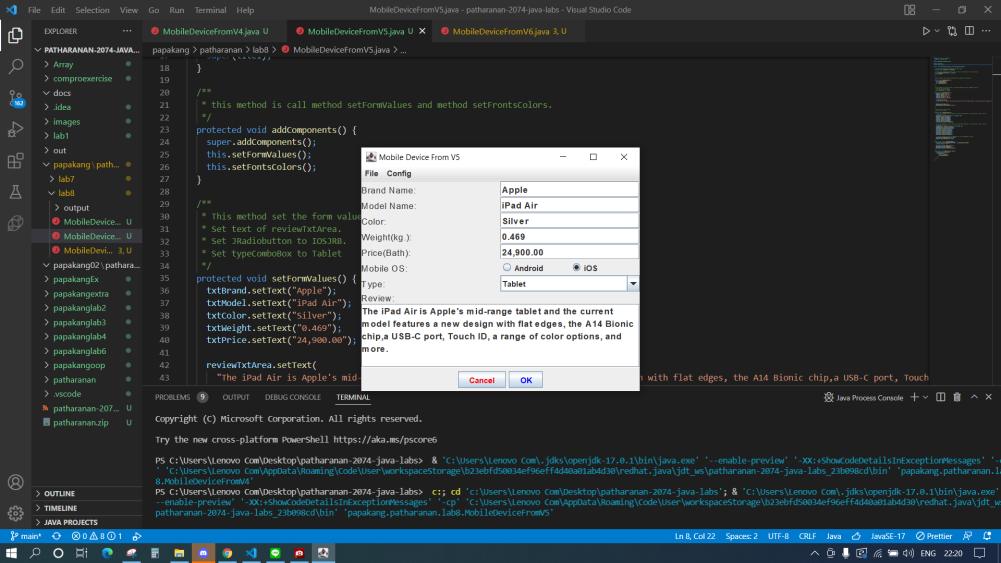 File Edit Selection View Go Run Terminal Help
MobileDeviceFromV5.java - patharanan-2074-java-labs - Visual Studio Code
EXPLORER
PATHARANAN-2074-JAVA...
Array
comproexercise
docs
.idea
images
lab1
out
papakang \ path...
lab7
lab8
output
MobileDevice... U
MobileDevice... U
MobileDevi... 3, U
papakang02 \ pathara...
papakangEx
papakangextra
papakanglab2
papakanglab3
papakanglab4
papakanglab6
papakangoop
patharanan
.vscode
patharanan-207... U
patharanan.zip U
OUTLINE
TIMELINE
JAVA PROJECTS
MobileDeviceFromV4.java U
MobileDeviceFromV5.java U
MobileDeviceFromV6.java 3, U
papakang > patharanan > lab8 > MobileDeviceFromV5.java > ...
18 }
19
20 /**
21 * this method is call method setFormValues and method setFrontsColors.
22 */
23 protected void addComponents() {
24 super.addComponents();
25 this.setFormValues();
26 this.setFontsColors();
27 }
28
29 /**
30 * This method set the form value
31 * Set text of reviewTxtArea.
32 * Set JRadiobutton to IOSJRB.
33 * Set typeComboBox to Tablet
34 */
35 protected void setFormValues() {
36 txtBrand.setText("Apple");
37 txtModel.setText("iPad Air");
38 txtColor.setText("Silver");
39 txtWeight.setText("0.469");
40 txtPrice.setText("24,900.00");
41
42 reviewTxtArea.setText(
43 "The iPad Air is Apple's mid- n with flat edges, the A14 Bionic chip,a USB-C port, Touch
Mobile Device From V5
File Config
Brand Name: Apple
Model Name: iPad Air
Color: Silver
Weight(kg.): 0.469
Price(Bath): 24,900.00
Mobile OS: Android iOS
Type: Tablet
Review:
The iPad Air is Apple's mid-range tablet and the current
model features a new design with flat edges, the A14 Bionic
chip,a USB-C port, Touch ID, a range of color options, and
more.
Cancel OK
PROBLEMS 9 OUTPUT DEBUG CONSOLE TERMINAL
Java Process Console
Copyright (C) Microsoft Corporation. All rights reserved.
Try the new cross-platform PowerShell https://aka.ms/pscore6
PS C:\Users\Lenovo Com\Desktop\patharanan-2074-java-labs> & 'C:\Users\Lenovo Com\.jdks\openjdk-17.0.1\bin\java.exe' '--enable-preview' '-XX:+ShowCodeDetailsInExceptionMessages' '-c
' 'C:\Users\Lenovo Com\AppData\Roaming\Code\User\workspaceStorage\b23ebfd50034ef96eff4d40a01ab4d30\redhat.java\jdt_ws\patharanan-2074-java-labs_23b098cd\bin' 'papakang.patharanan.la
8.MobileDeviceFromV4'
PS C:\Users\Lenovo Com\Desktop\patharanan-2074-java-labs> c:; cd 'c:\Users\Lenovo Com\Desktop\patharanan-2074-java-labs'; & 'C:\Users\Lenovo Com\.jdks\openjdk-17.0.1\bin\java.exe'
--enable-preview' '-XX:+ShowCodeDetailsInExceptionMessages' '-cp' 'C:\Users\Lenovo Com\AppData\Roaming\Code\User\workspaceStorage\b23ebfd50034ef96eff4d40a01ab4d30\redhat.java\jdt_ws
patharanan-2074-java-labs_23b098cd\bin' 'papakang.patharanan.lab8.MobileDeviceFromV5'
162
main* 0 8 1
Ln 8, Col 22 Spaces: 2 UTF-8 CRLF Java JavaSE-17 Prettier
ENG 22:20